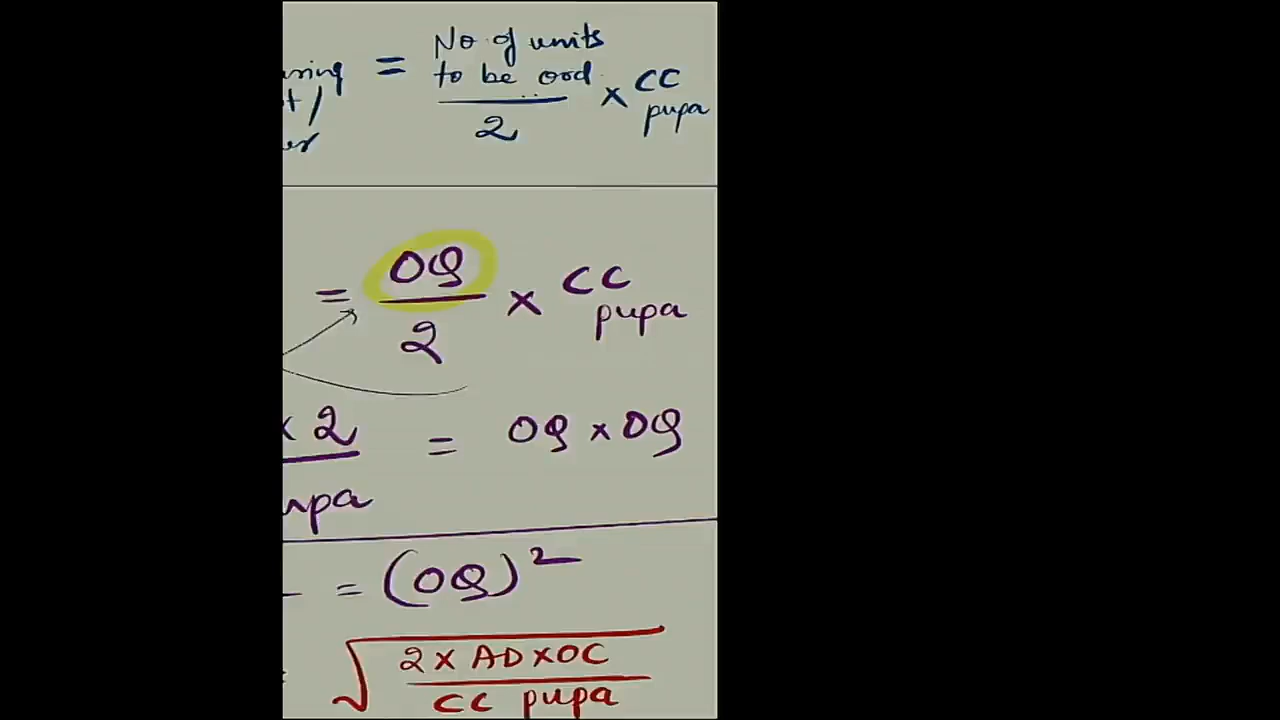 No. of units
= to be ord.. × CC
2 pupa
= OQ × CC
2 pupa
× 2 = OQ × OQ
upa
= (OQ)²
= √ 2 × AD × OC
CC pupa